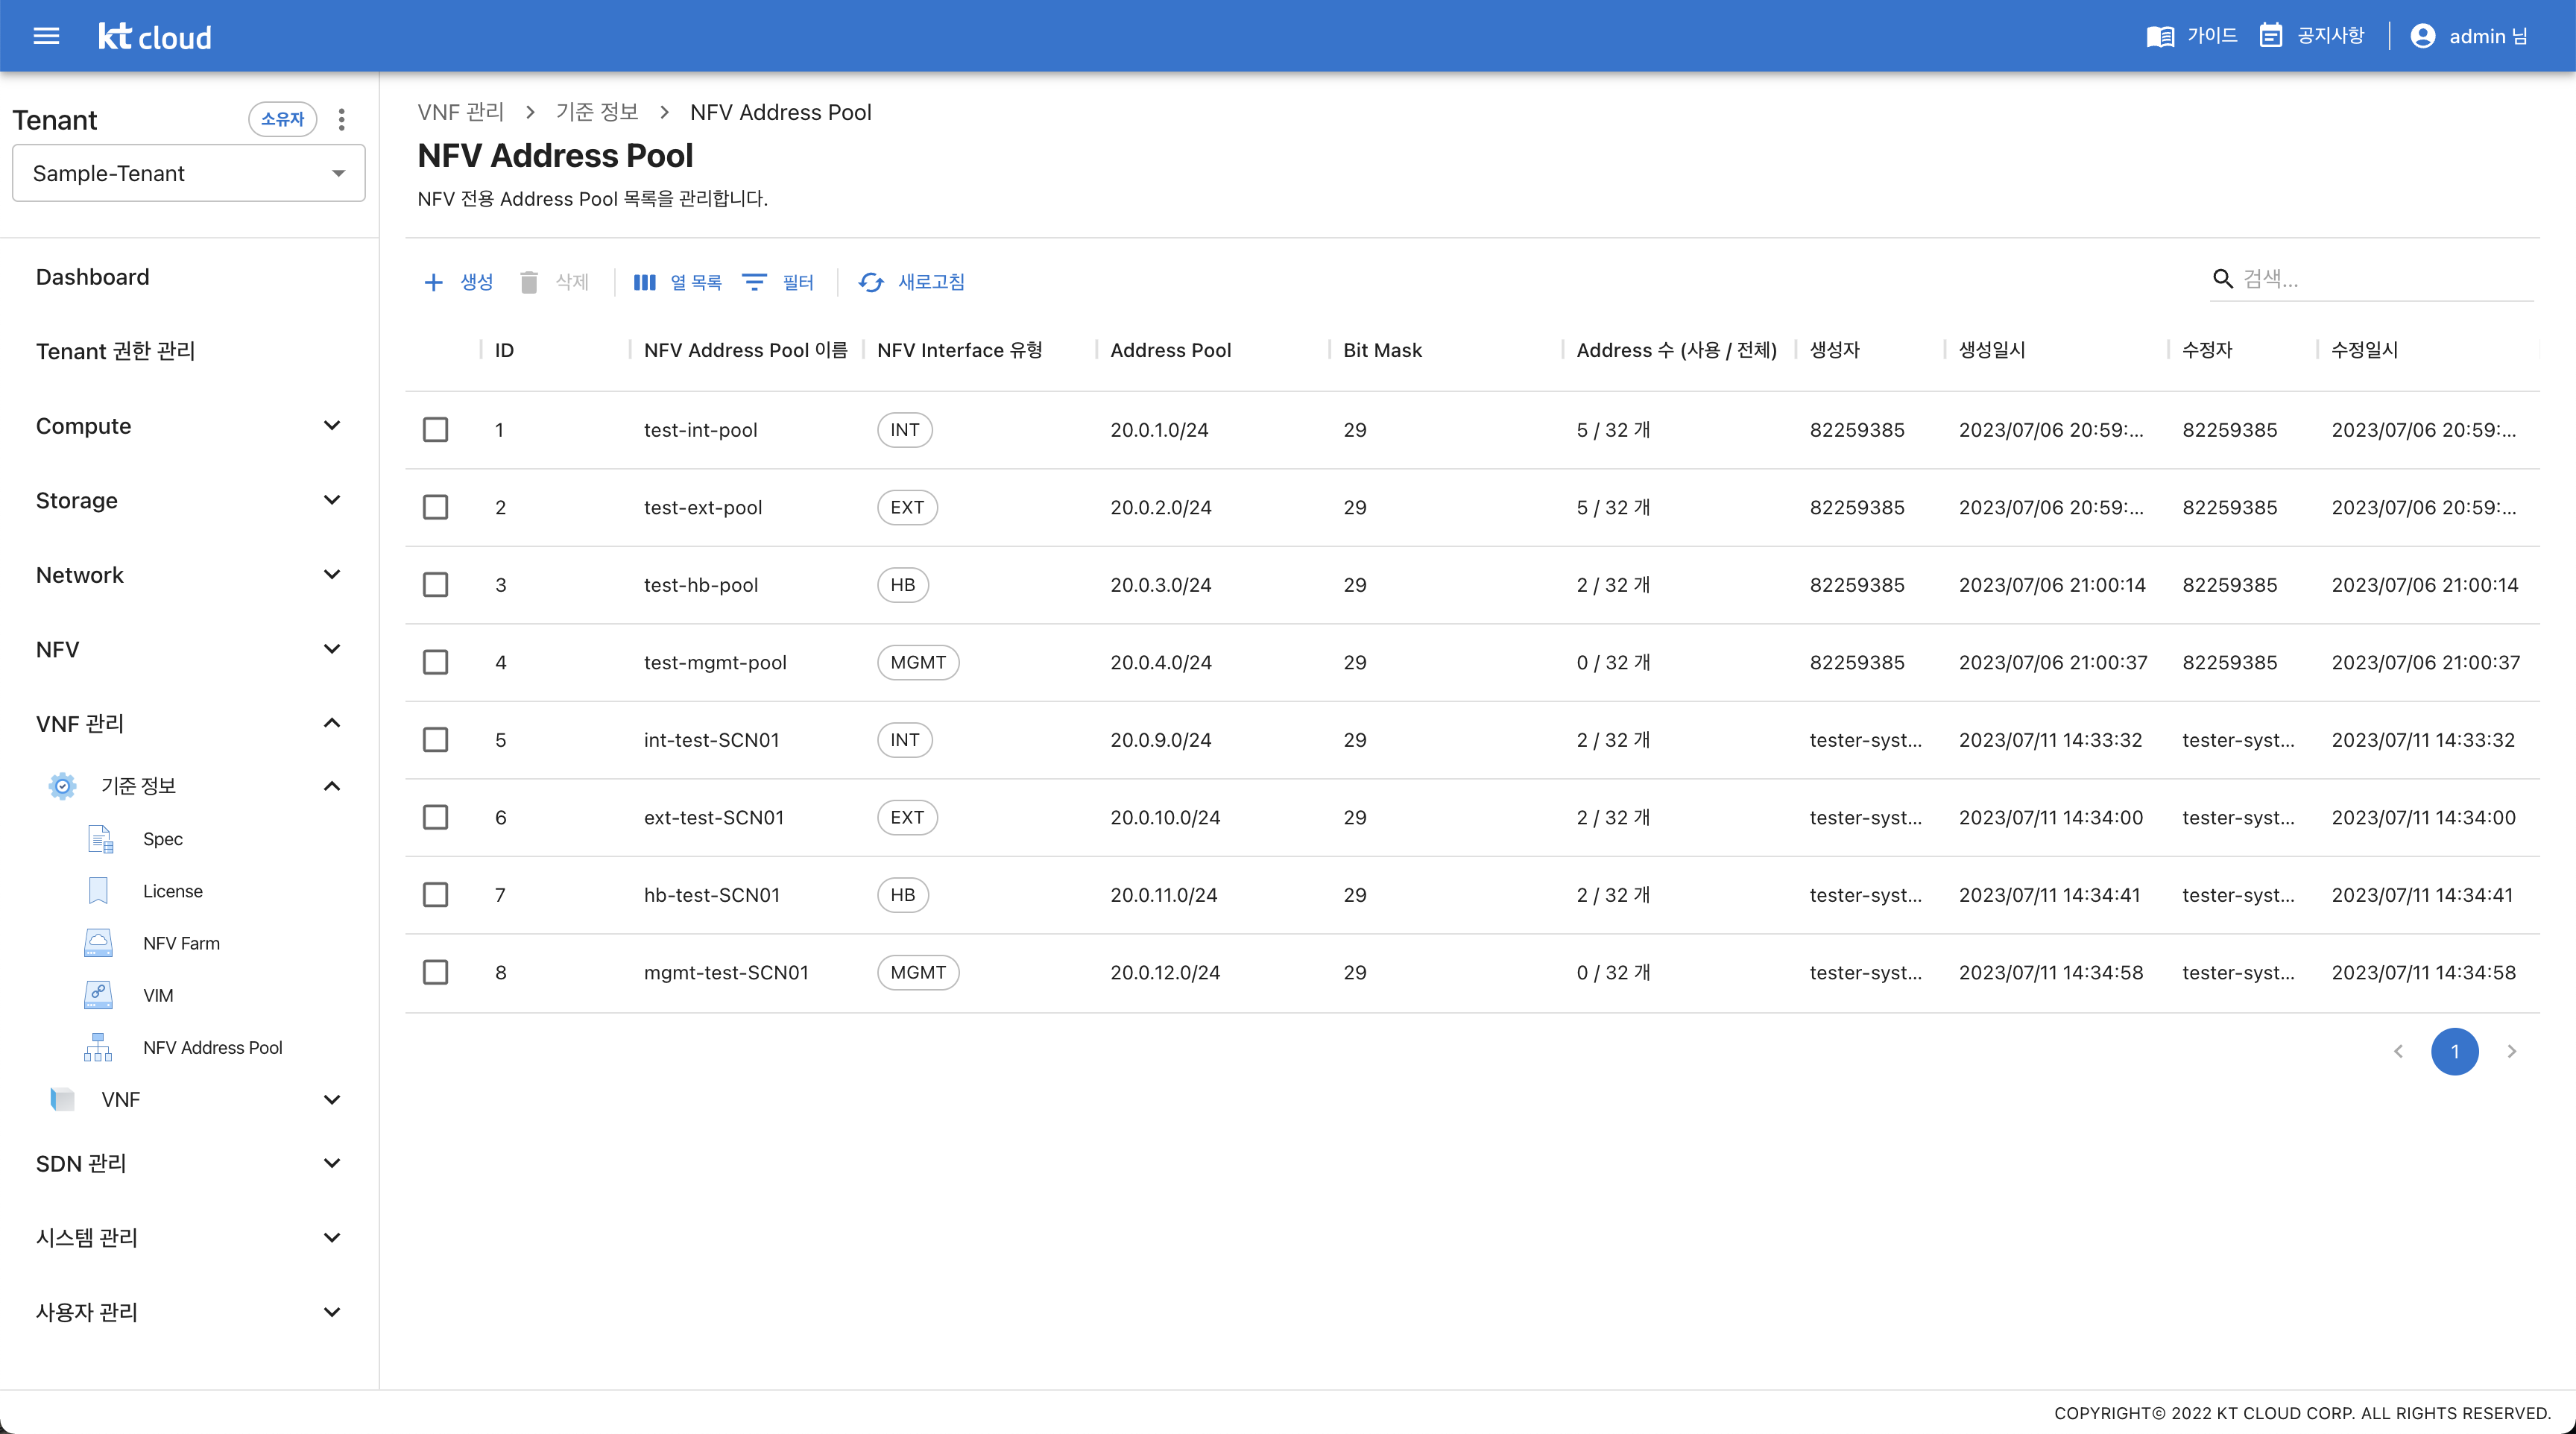 kt cloud
가이드 공지사항 admin 님
Tenant 소유자
Sample-Tenant
Dashboard
Tenant 권한 관리
Compute
Storage
Network
NFV
VNF 관리
기준 정보
Spec
License
NFV Farm
VIM
NFV Address Pool
VNF
SDN 관리
시스템 관리
사용자 관리
VNF 관리 > 기준 정보 > NFV Address Pool
NFV Address Pool
NFV 전용 Address Pool 목록을 관리합니다.
생성 삭제 열 목록 필터 새로고침 검색...
ID NFV Address Pool 이름 NFV Interface 유형 Address Pool Bit Mask Address 수 (사용 / 전체) 생성자 생성일시 수정자 수정일시
1 test-int-pool INT 20.0.1.0/24 29 5 / 32 개 82259385 2023/07/06 20:59:... 82259385 2023/07/06 20:59:...
2 test-ext-pool EXT 20.0.2.0/24 29 5 / 32 개 82259385 2023/07/06 20:59:... 82259385 2023/07/06 20:59:...
3 test-hb-pool HB 20.0.3.0/24 29 2 / 32 개 82259385 2023/07/06 21:00:14 82259385 2023/07/06 21:00:14
4 test-mgmt-pool MGMT 20.0.4.0/24 29 0 / 32 개 82259385 2023/07/06 21:00:37 82259385 2023/07/06 21:00:37
5 int-test-SCN01 INT 20.0.9.0/24 29 2 / 32 개 tester-syst... 2023/07/11 14:33:32 tester-syst... 2023/07/11 14:33:32
6 ext-test-SCN01 EXT 20.0.10.0/24 29 2 / 32 개 tester-syst... 2023/07/11 14:34:00 tester-syst... 2023/07/11 14:34:00
7 hb-test-SCN01 HB 20.0.11.0/24 29 2 / 32 개 tester-syst... 2023/07/11 14:34:41 tester-syst... 2023/07/11 14:34:41
8 mgmt-test-SCN01 MGMT 20.0.12.0/24 29 0 / 32 개 tester-syst... 2023/07/11 14:34:58 tester-syst... 2023/07/11 14:34:58
1
COPYRIGHT© 2022 KT CLOUD CORP. ALL RIGHTS RESERVED.